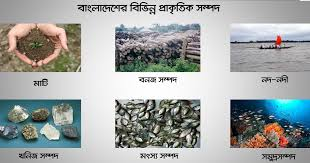 বাংলাদেশের বিভিন্ন প্রাকৃতিক সম্পদ
মাটি
বনজ সম্পদ
নদ-নদী
খনিজ সম্পদ
মৎস্য সম্পদ
সমুদ্রসম্পদ